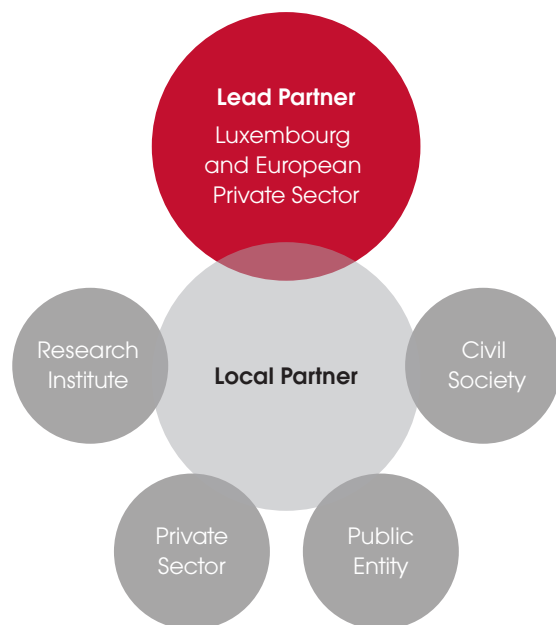 Lead Partner
Luxembourg
and European
Private Sector
Research
Institute
Local Partner
Civil
Society
Private
Sector
Public
Entity